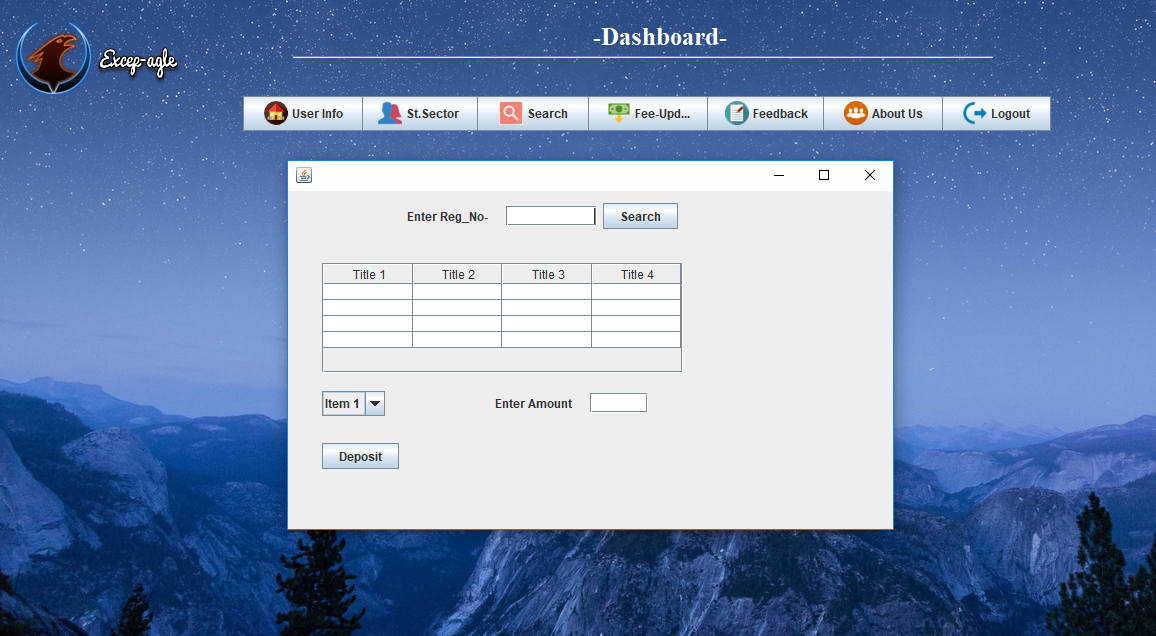 -Dashboard-
Excep-agle
User Info St.Sector Search Fee-Upd... Feedback About Us Logout
Enter Reg_No- Search
Title 1 Title 2 Title 3 Title 4
Item 1 Enter Amount
Deposit